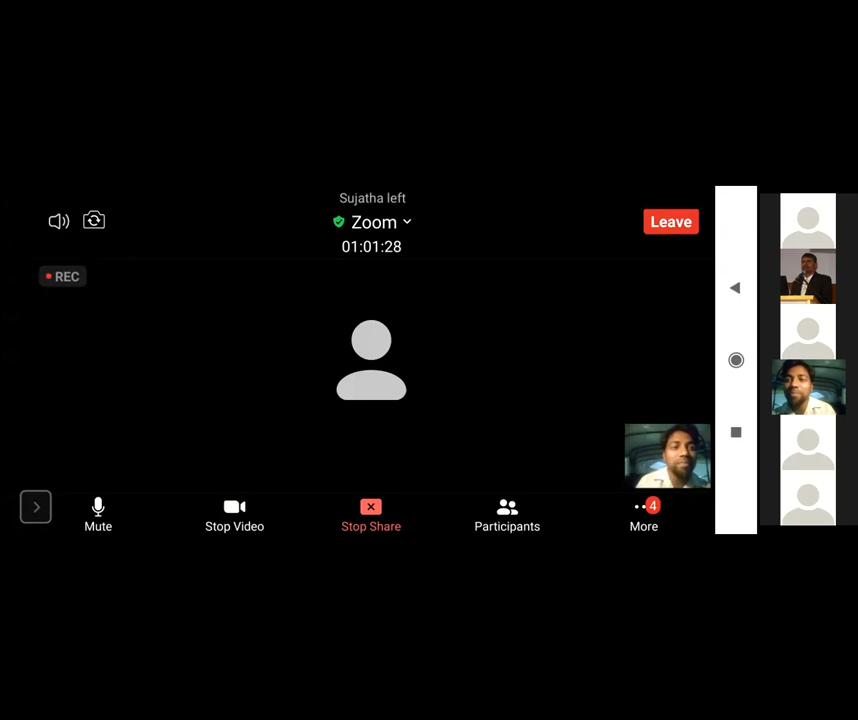 Sujatha left
Zoom
Leave
01:01:28
REC
Mute
Stop Video
Stop Share
Participants
4
More